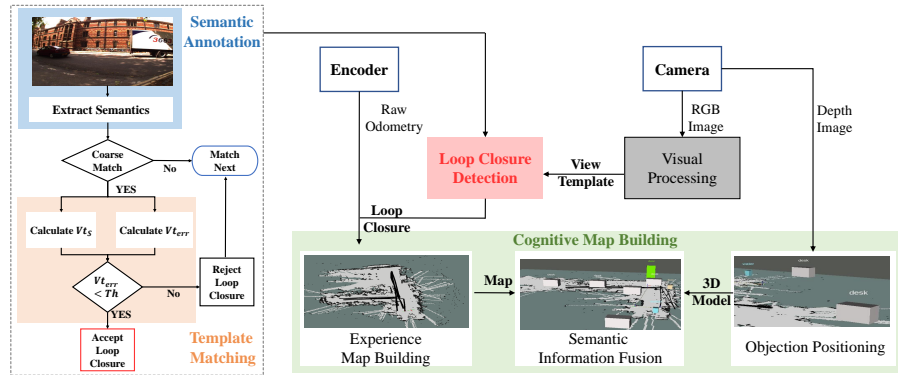 Semantic
Annotation
Extract Semantics
Coarse
Match
No
Match
Next
YES
Calculate Vt_S
Calculate Vt_err
Vt_err
< Th
No
Reject
Loop
Closure
YES
Accept
Loop
Closure
Template
Matching
Encoder
Camera
Raw
Odometry
RGB
Image
Depth
Image
Loop Closure
Detection
View
Template
Visual
Processing
Loop
Closure
Cognitive Map Building
Map
3D
Model
desk
desk
Experience
Map Building
Semantic
Information Fusion
Objection Positioning